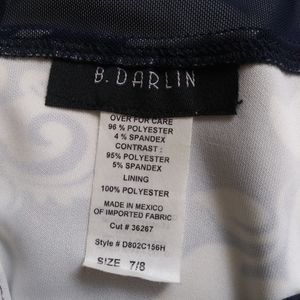 B. DARLIN
OVER FOR CARE
96 % POLYESTER
4 % SPANDEX
CONTRAST :
95% POLYESTER
5% SPANDEX
LINING
100% POLYESTER
MADE IN MEXICO
OF IMPORTED FABRIC
Cut # 36267
Style # D802C156H
SIZE 7/8